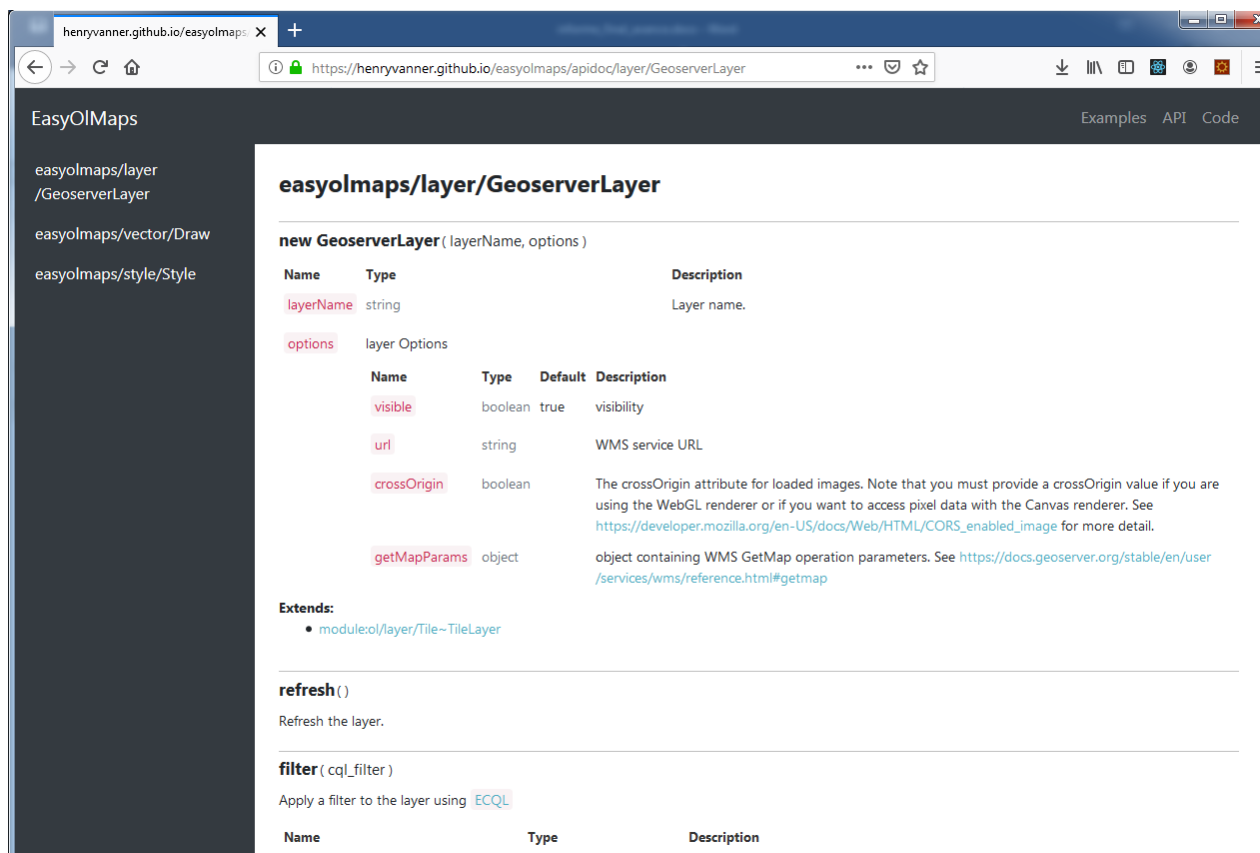 henryvanner.github.io/easyolmaps/
https://henryvanner.github.io/easyolmaps/apidoc/layer/GeoserverLayer
EasyOlMaps
Examples API Code
easyolmaps/layer
/GeoserverLayer
easyolmaps/vector/Draw
easyolmaps/style/Style
easyolmaps/layer/GeoserverLayer
new GeoserverLayer ( layerName, options )
Name Type Description
layerName string Layer name.
options layer Options
Name Type Default Description
visible boolean true visibility
url string WMS service URL
crossOrigin boolean The crossOrigin attribute for loaded images. Note that you must provide a crossOrigin value if you are
using the WebGL renderer or if you want to access pixel data with the Canvas renderer. See
https://developer.mozilla.org/en-US/docs/Web/HTML/CORS_enabled_image for more detail.
getMapParams object object containing WMS GetMap operation parameters. See https://docs.geoserver.org/stable/en/user
/services/wms/reference.html#getmap
Extends:
module:ol/layer/Tile~TileLayer
refresh ( )
Refresh the layer.
filter ( cql_filter )
Apply a filter to the layer using ECQL
Name Type Description